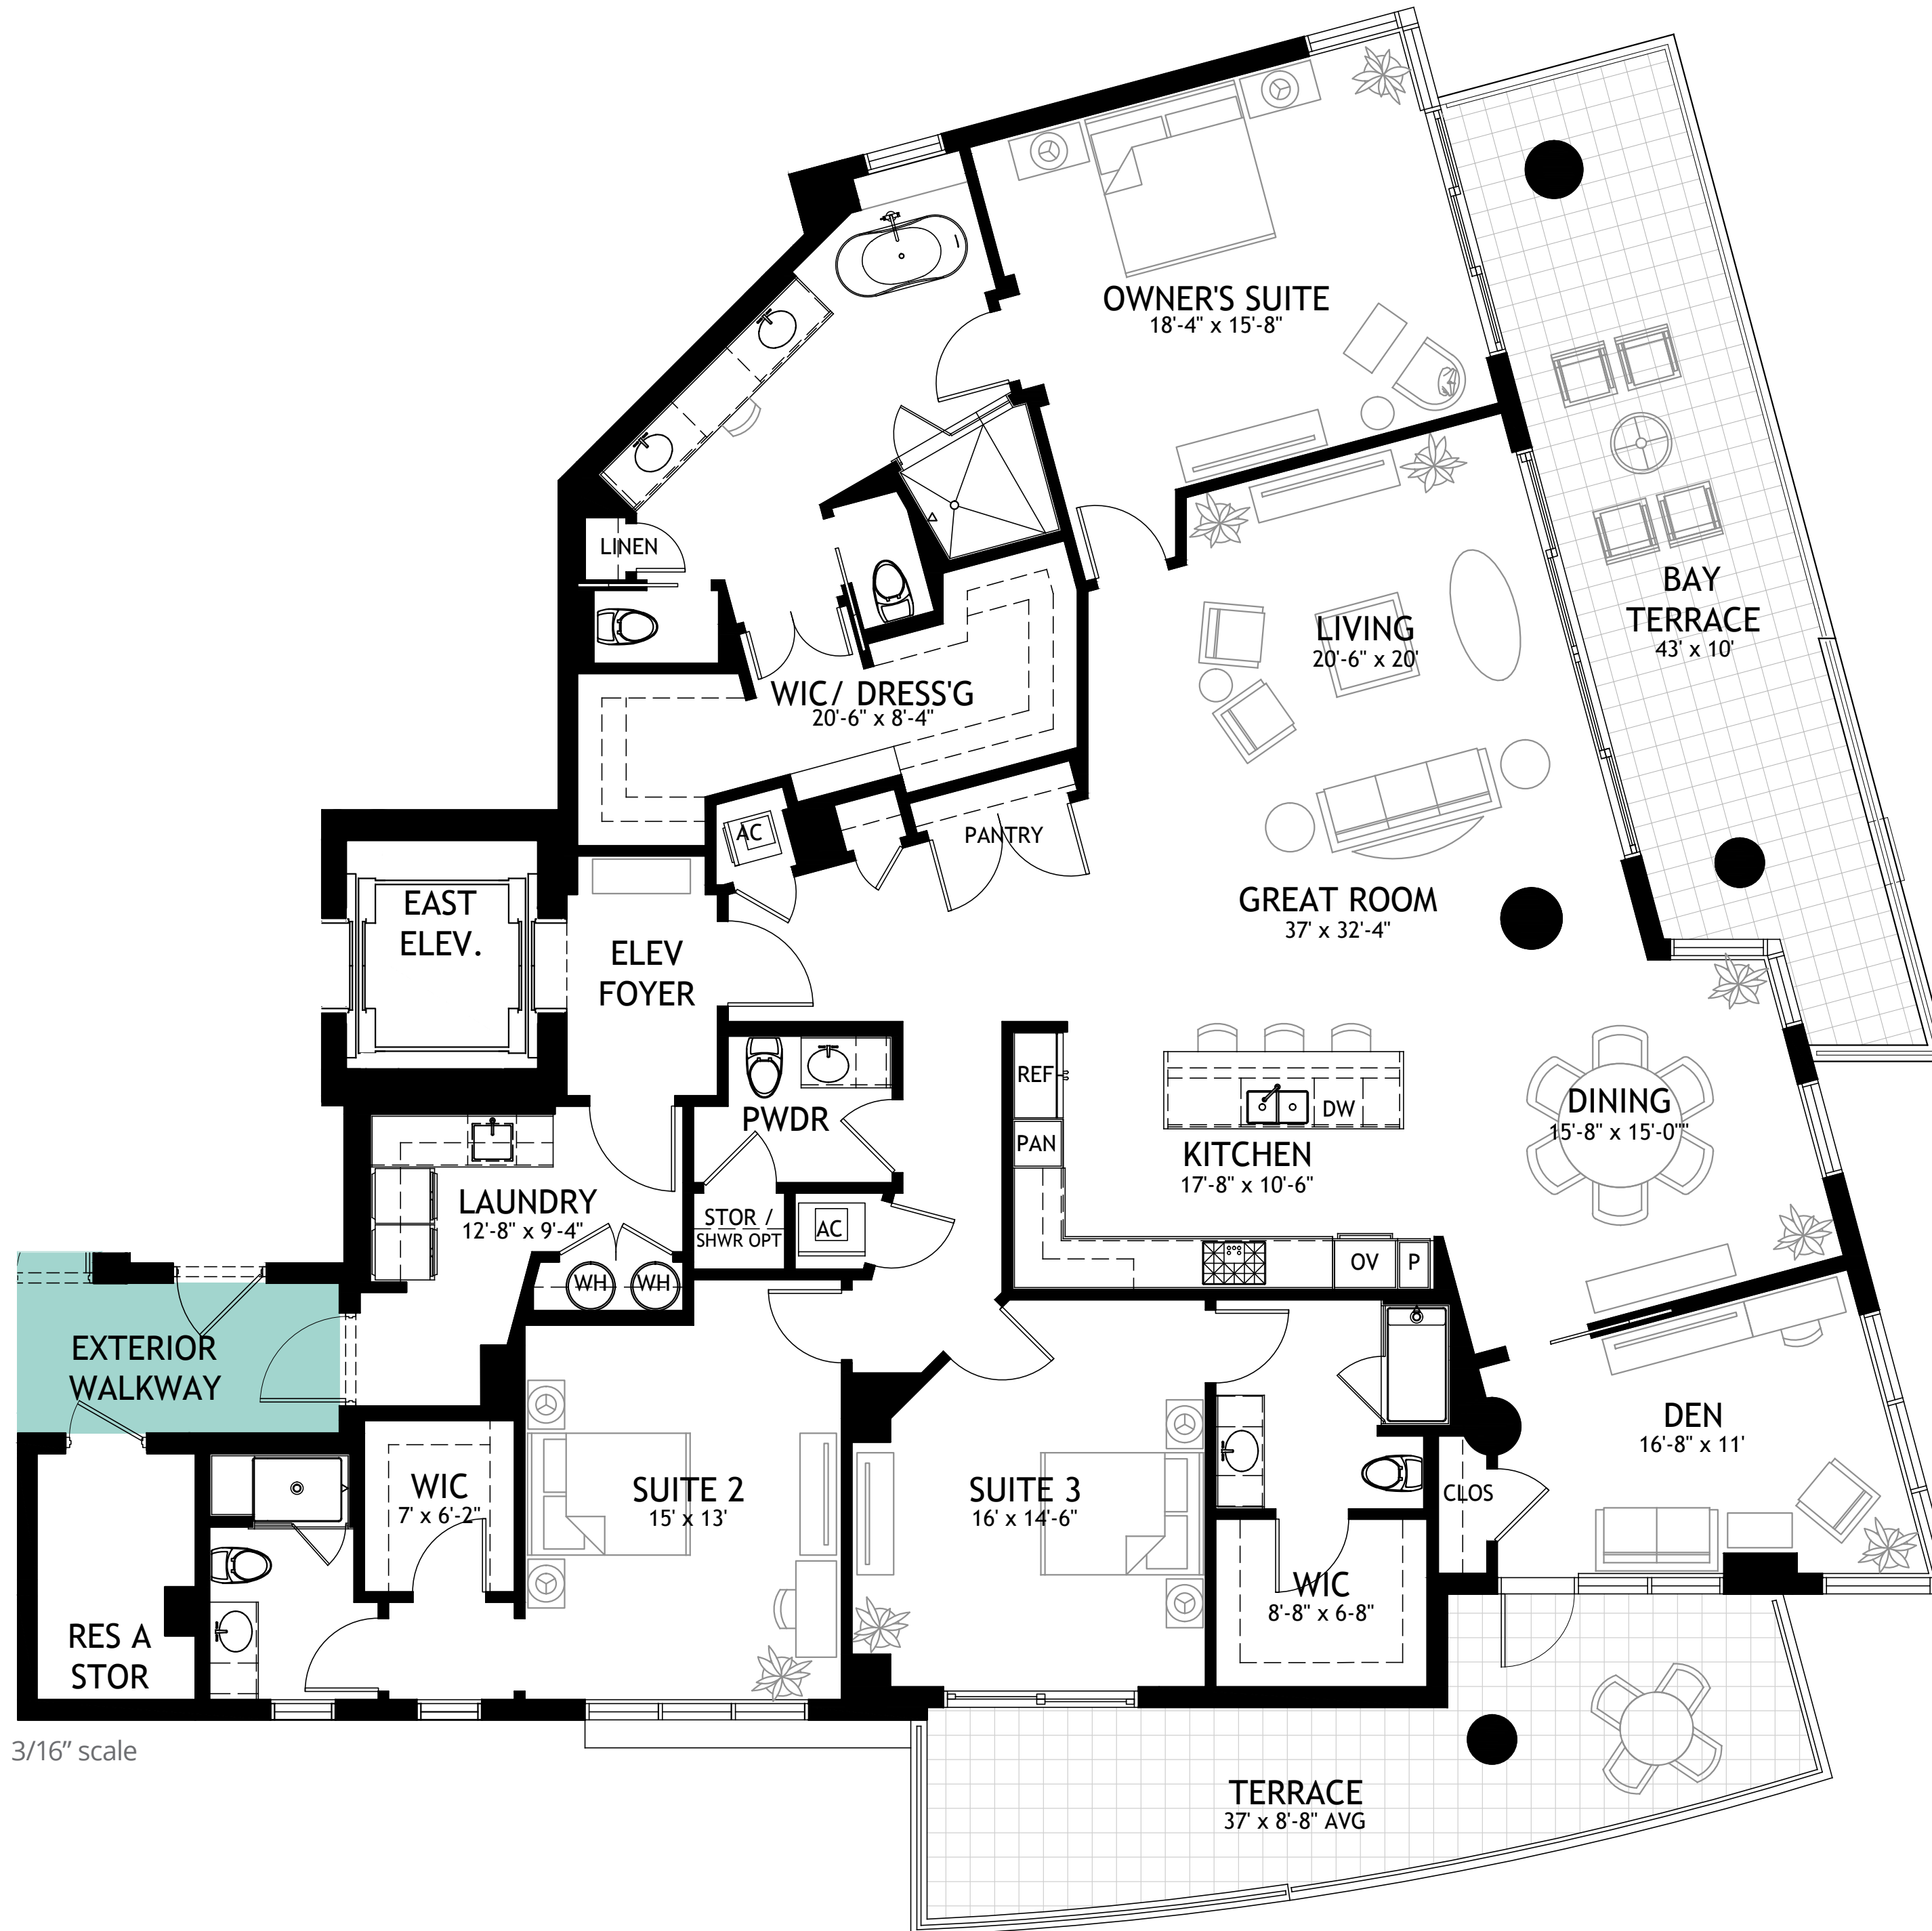 OWNER'S SUITE
18'-4" x 15'-8"
LINEN
BAY
TERRACE
43' x 10'
LIVING
20'-6" x 20'
WIC/ DRESS'G
20'-6" x 8'-4"
AC
PANTRY
EAST
ELEV.
GREAT ROOM
37' x 32'-4"
ELEV
FOYER
REF
PWDR
DW
DINING
15'-8" x 15'-0""
PAN
KITCHEN
17'-8" x 10'-6"
LAUNDRY
12'-8" x 9'-4"
STOR /
SHWR OPT
AC
OV
P
WH
WH
EXTERIOR
WALKWAY
DEN
16'-8" x 11'
WIC
7' x 6'-2"
SUITE 2
15' x 13'
SUITE 3
16' x 14'-6"
CLOS
WIC
8'-8" x 6-8"
RES A
STOR
3/16” scale
TERRACE
37' x 8'-8" AVG